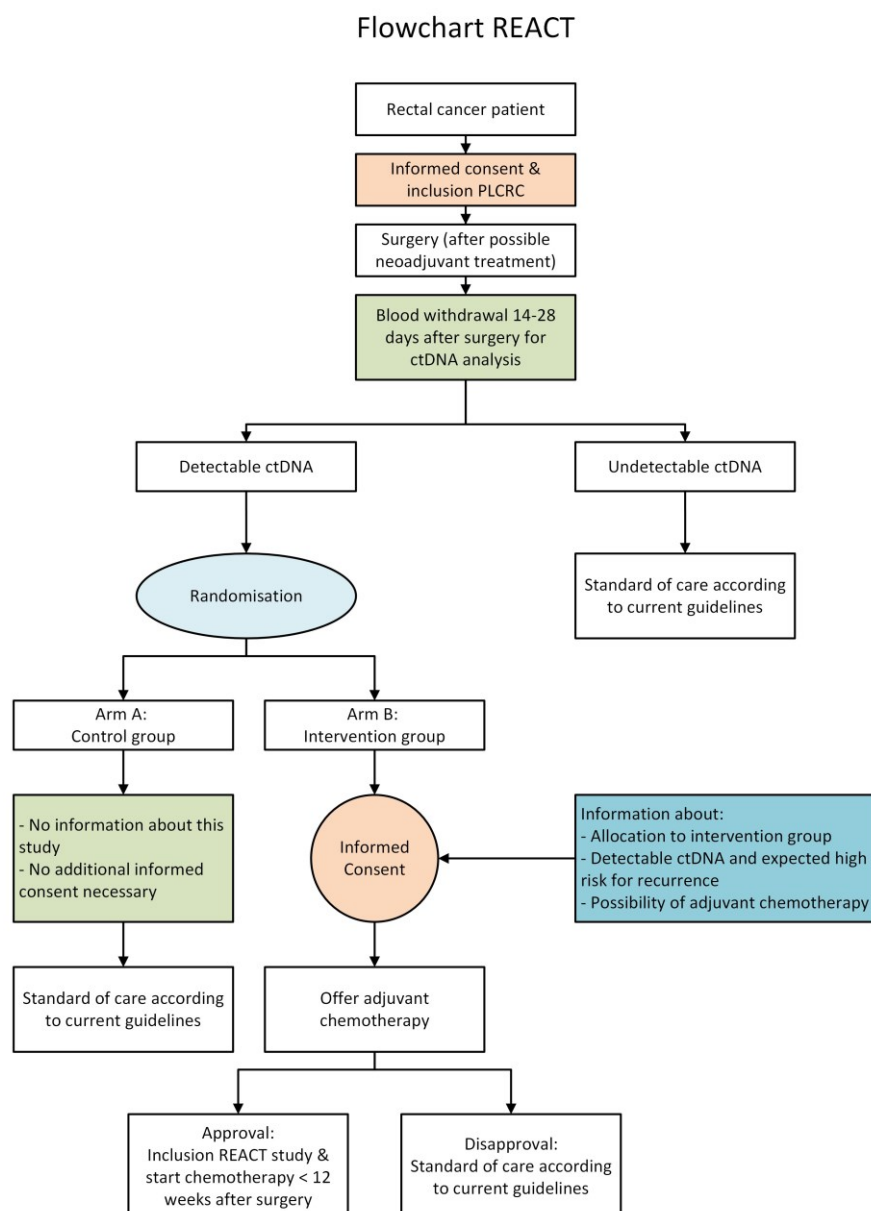 Flowchart REACT
Rectal cancer patient
Informed consent &
inclusion PLCRC
Surgery (after possible
neoadjuvant treatment)
Blood withdrawal 14-28
days after surgery for
ctDNA analysis
Detectable ctDNA
Undetectable ctDNA
Randomisation
Standard of care according
to current guidelines
Arm A:
Control group
Arm B:
Intervention group
- No information about this
study
- No additional informed
consent necessary
Informed
Consent
Information about:
- Allocation to intervention group
- Detectable ctDNA and expected high
risk for recurrence
- Possibility of adjuvant chemotherapy
Standard of care according
to current guidelines
Offer adjuvant
chemotherapy
Approval:
Inclusion REACT study &
start chemotherapy < 12
weeks after surgery
Disapproval:
Standard of care according
to current guidelines